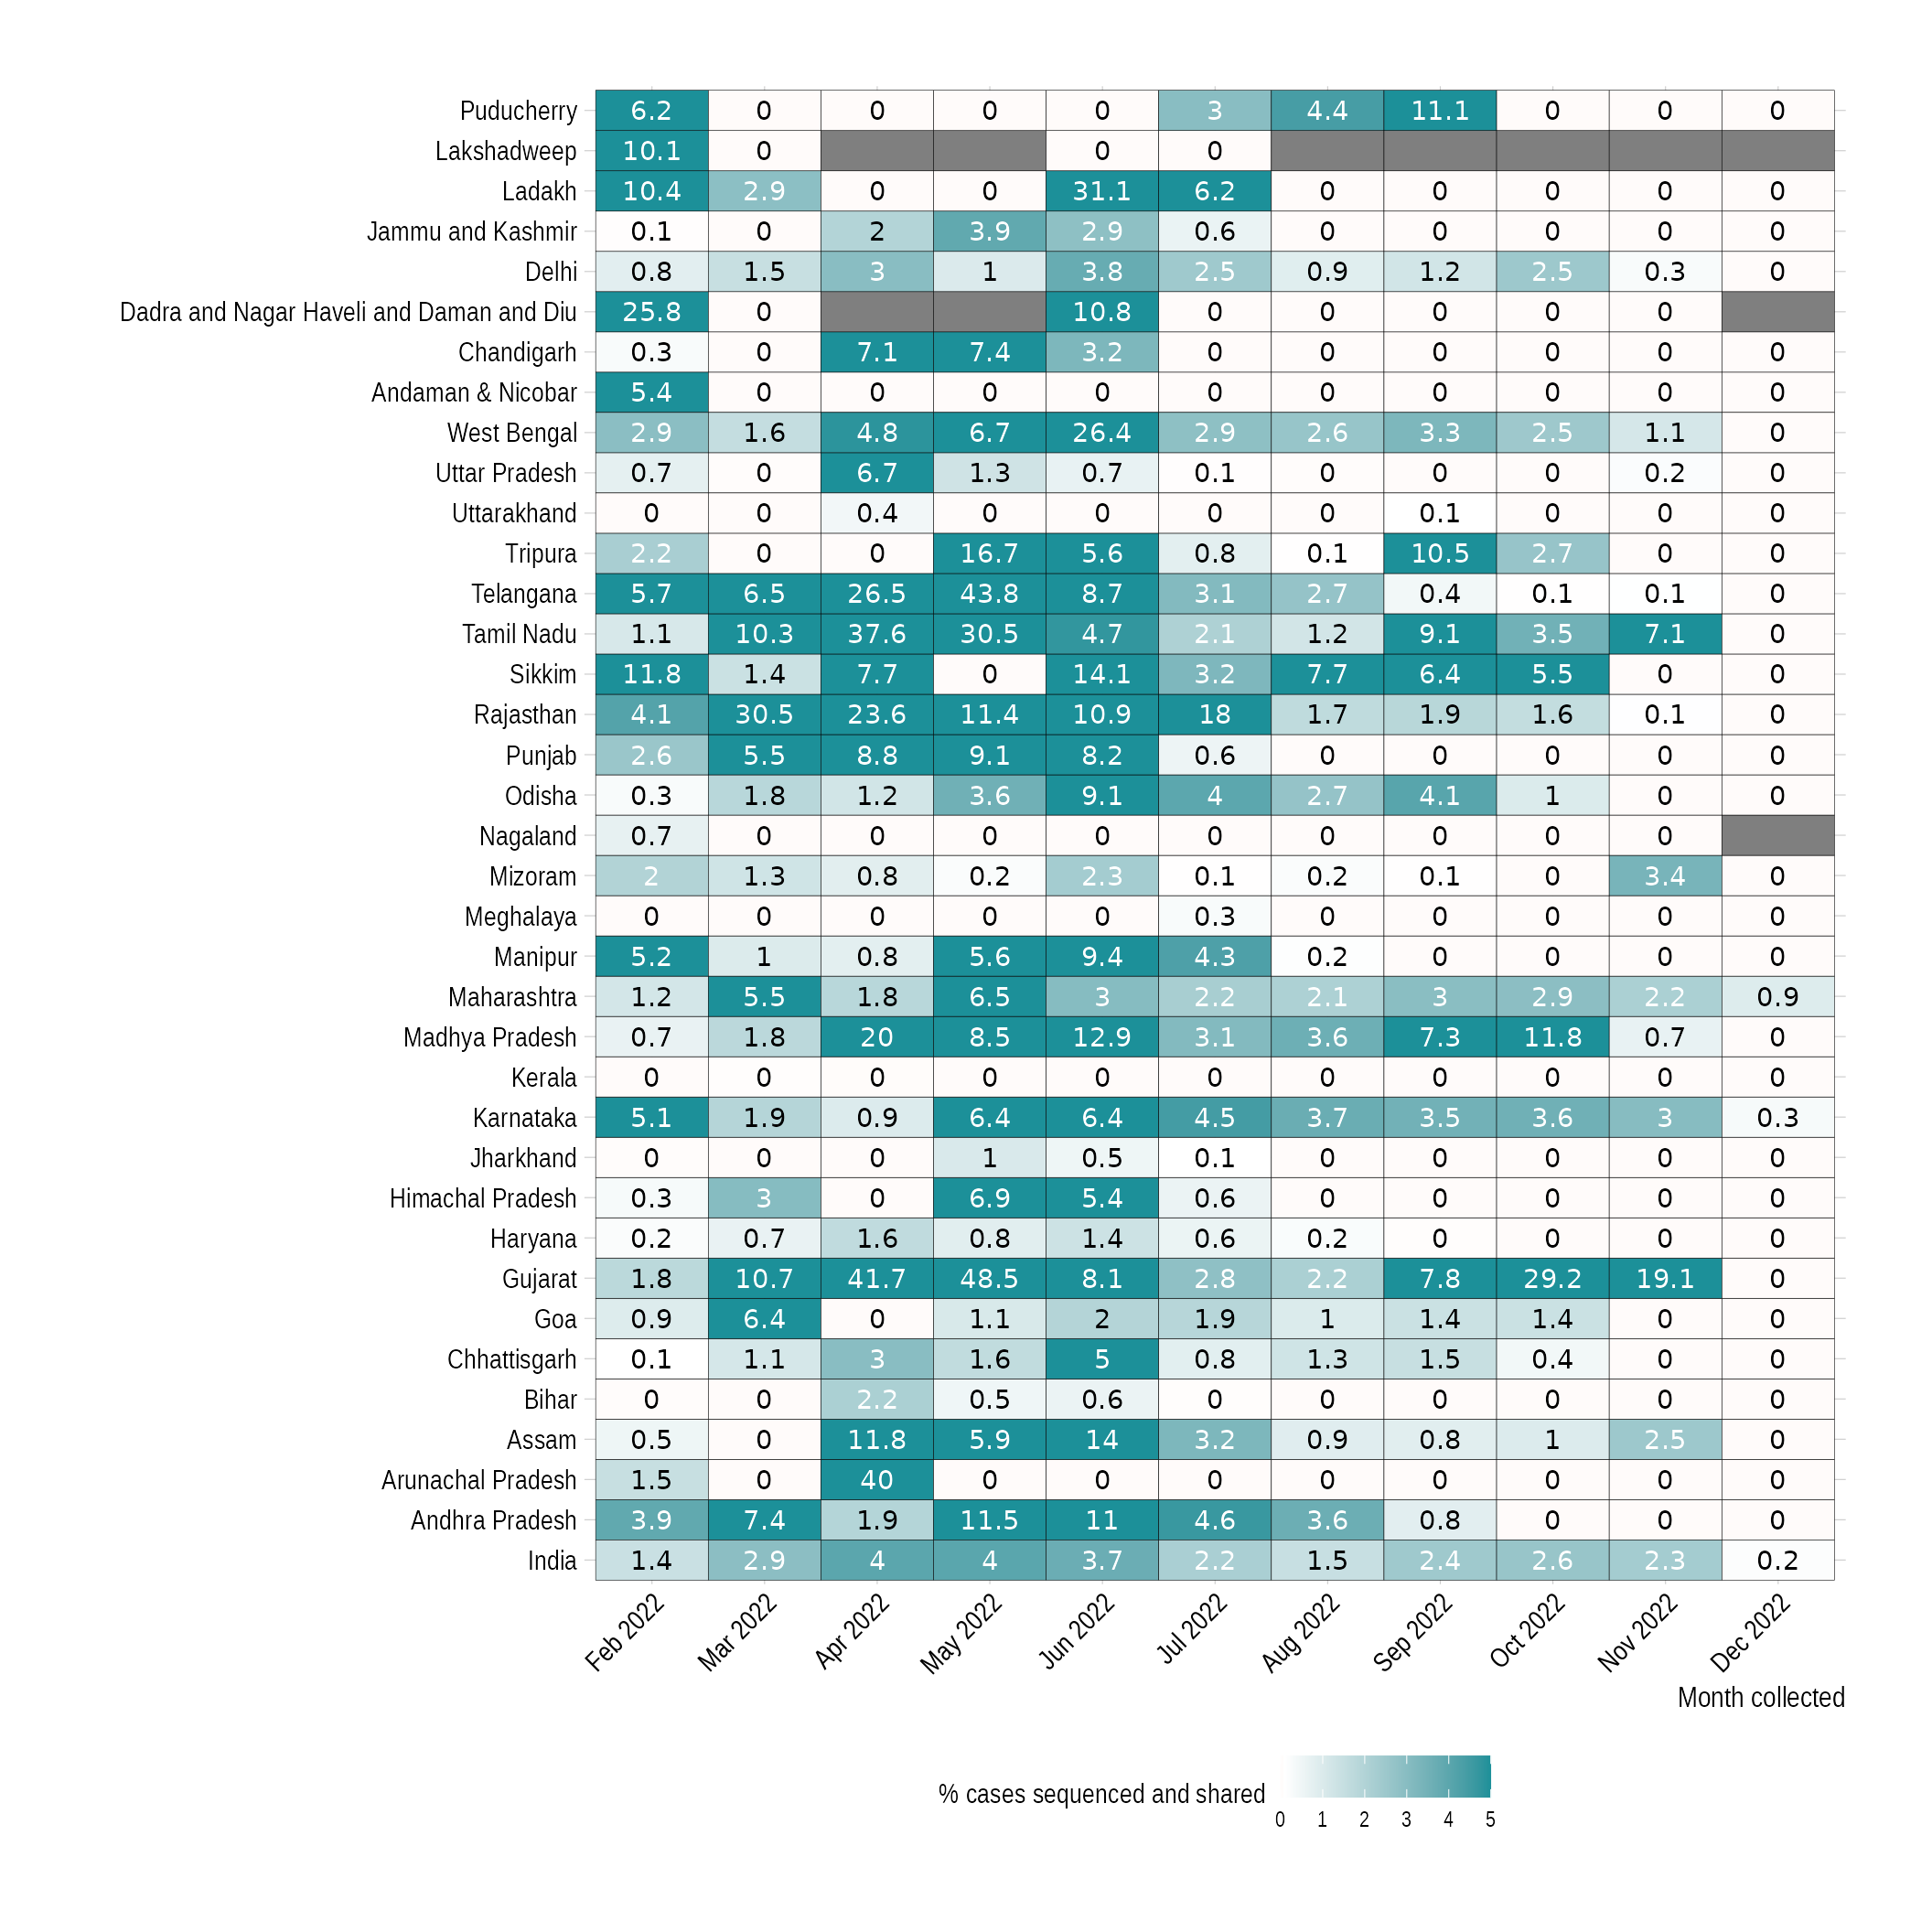 Puducherry 6.2 0 0 0 0 3 4.4 11.1 0 0 0
Lakshadweep 10.1 0 0 0
Ladakh 10.4 2.9 0 0 31.1 6.2 0 0 0 0 0
Jammu and Kashmir 0.1 0 2 3.9 2.9 0.6 0 0 0 0 0
Delhi 0.8 1.5 3 1 3.8 2.5 0.9 1.2 2.5 0.3 0
Dadra and Nagar Haveli and Daman and Diu 25.8 0 10.8 0 0 0 0 0
Chandigarh 0.3 0 7.1 7.4 3.2 0 0 0 0 0 0
Andaman & Nicobar 5.4 0 0 0 0 0 0 0 0 0 0
West Bengal 2.9 1.6 4.8 6.7 26.4 2.9 2.6 3.3 2.5 1.1 0
Uttar Pradesh 0.7 0 6.7 1.3 0.7 0.1 0 0 0 0.2 0
Uttarakhand 0 0 0.4 0 0 0 0 0.1 0 0 0
Tripura 2.2 0 0 16.7 5.6 0.8 0.1 10.5 2.7 0 0
Telangana 5.7 6.5 26.5 43.8 8.7 3.1 2.7 0.4 0.1 0.1 0
Tamil Nadu 1.1 10.3 37.6 30.5 4.7 2.1 1.2 9.1 3.5 7.1 0
Sikkim 11.8 1.4 7.7 0 14.1 3.2 7.7 6.4 5.5 0 0
Rajasthan 4.1 30.5 23.6 11.4 10.9 18 1.7 1.9 1.6 0.1 0
Punjab 2.6 5.5 8.8 9.1 8.2 0.6 0 0 0 0 0
Odisha 0.3 1.8 1.2 3.6 9.1 4 2.7 4.1 1 0 0
Nagaland 0.7 0 0 0 0 0 0 0 0 0
Mizoram 2 1.3 0.8 0.2 2.3 0.1 0.2 0.1 0 3.4 0
Meghalaya 0 0 0 0 0 0.3 0 0 0 0 0
Manipur 5.2 1 0.8 5.6 9.4 4.3 0.2 0 0 0 0
Maharashtra 1.2 5.5 1.8 6.5 3 2.2 2.1 3 2.9 2.2 0.9
Madhya Pradesh 0.7 1.8 20 8.5 12.9 3.1 3.6 7.3 11.8 0.7 0
Kerala 0 0 0 0 0 0 0 0 0 0 0
Karnataka 5.1 1.9 0.9 6.4 6.4 4.5 3.7 3.5 3.6 3 0.3
Jharkhand 0 0 0 1 0.5 0.1 0 0 0 0 0
Himachal Pradesh 0.3 3 0 6.9 5.4 0.6 0 0 0 0 0
Haryana 0.2 0.7 1.6 0.8 1.4 0.6 0.2 0 0 0 0
Gujarat 1.8 10.7 41.7 48.5 8.1 2.8 2.2 7.8 29.2 19.1 0
Goa 0.9 6.4 0 1.1 2 1.9 1 1.4 1.4 0 0
Chhattisgarh 0.1 1.1 3 1.6 5 0.8 1.3 1.5 0.4 0 0
Bihar 0 0 2.2 0.5 0.6 0 0 0 0 0 0
Assam 0.5 0 11.8 5.9 14 3.2 0.9 0.8 1 2.5 0
Arunachal Pradesh 1.5 0 40 0 0 0 0 0 0 0 0
Andhra Pradesh 3.9 7.4 1.9 11.5 11 4.6 3.6 0.8 0 0 0
India 1.4 2.9 4 4 3.7 2.2 1.5 2.4 2.6 2.3 0.2
Feb 2022 Mar 2022 Apr 2022 May 2022 Jun 2022 Jul 2022 Aug 2022 Sep 2022 Oct 2022 Nov 2022 Dec 2022
Month collected
% cases sequenced and shared
0 1 2 3 4 5